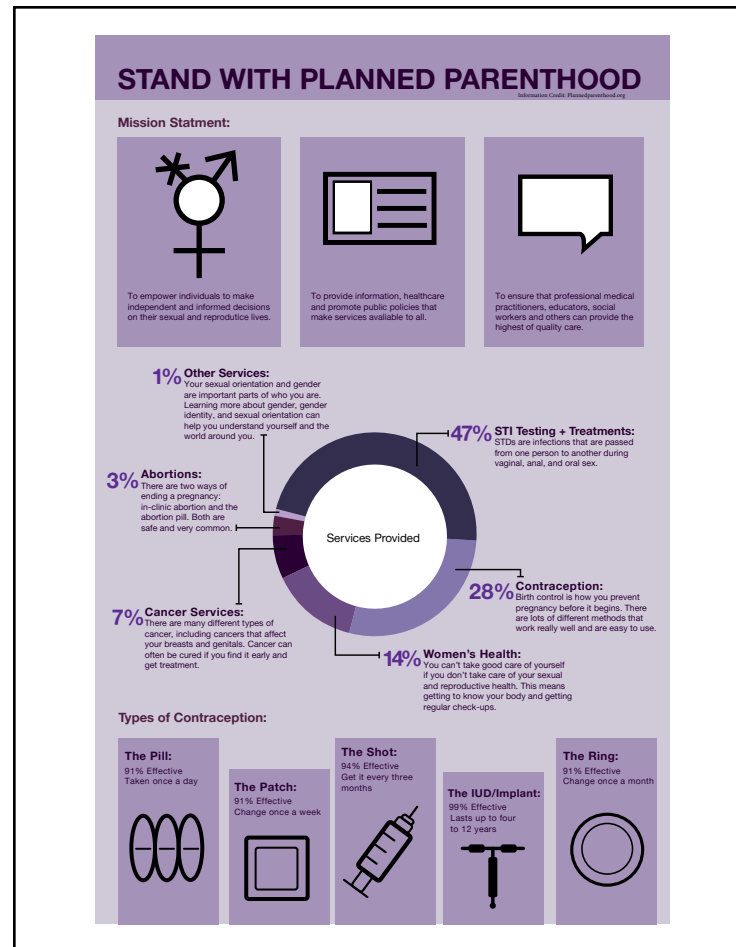 STAND WITH PLANNED PARENTHOOD
Information Credit: Plannedparenthood.org
Mission Statment:
To empower individuals to make
independent and informed decisions
on their sexual and reprodutice lives.
To provide information, healthcare
and promote public policies that
make services avaliable to all.
To ensure that professional medical
practitioners, educators, social
workers and others can provide the
highest of quality care.
1% Other Services:
Your sexual orientation and gender
are important parts of who you are.
Learning more about gender, gender
identity, and sexual orientation can
help you understand yourself and the
world around you.
47% STI Testing + Treatments:
STDs are infections that are passed
from one person to another during
vaginal, anal, and oral sex.
3% Abortions:
There are two ways of
ending a pregnancy:
in-clinic abortion and the
abortion pill. Both are
safe and very common.
Services Provided
28% Contraception:
Birth control is how you prevent
pregnancy before it begins. There
are lots of different methods that
work really well and are easy to use.
7% Cancer Services:
There are many different types of
cancer, including cancers that affect
your breasts and genitals. Cancer can
often be cured if you find it early and
get treatment.
14% Women's Health:
You can't take good care of yourself
if you don't take care of your sexual
and reproductive health. This means
getting to know your body and getting
regular check-ups.
Types of Contraception:
The Pill:
91% Effective
Taken once a day
The Patch:
91% Effective
Change once a week
The Shot:
94% Effective
Get it every three
months
The IUD/Implant:
99% Effective
Lasts up to four
to 12 years
The Ring:
91% Effective
Change once a month